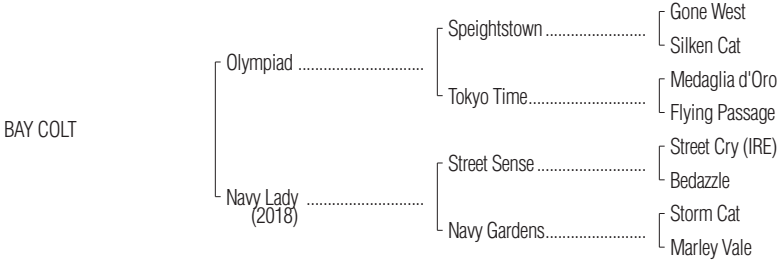 Gone West
Speightstown ........................
Silken Cat
Olympiad ..............................
Medaglia d'Oro
Tokyo Time............................
Flying Passage
BAY COLT
Street Cry (IRE)
Street Sense ..........................
Bedazzle
Navy Lady ............................
(2018)
Storm Cat
Navy Gardens........................
Marley Vale